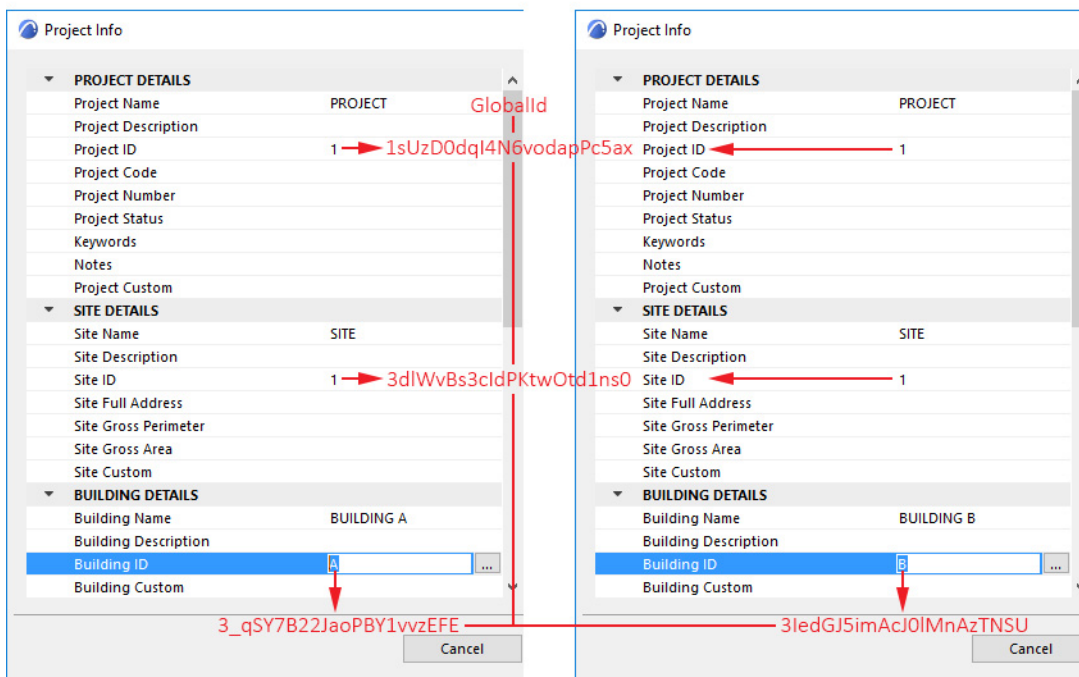 Project Info
PROJECT DETAILS
Project Name PROJECT
Project Description
Project ID 1
Project Code
Project Number
Project Status
Keywords
Notes
Project Custom
SITE DETAILS
Site Name SITE
Site Description
Site ID 1
Site Full Address
Site Gross Perimeter
Site Gross Area
Site Custom
BUILDING DETAILS
Building Name BUILDING A
Building Description
Building ID A ...
Building Custom
Cancel
GlobalId
1sUzD0dqI4N6vodapPc5ax
3dlWvBs3cIdPKtwOtd1ns0
3_qSY7B22JaoPBY1vvzEFE
3IedGJ5imAcJ0lMnAzTNSU
Project Info
PROJECT DETAILS
Project Name PROJECT
Project Description
Project ID 1
Project Code
Project Number
Project Status
Keywords
Notes
Project Custom
SITE DETAILS
Site Name SITE
Site Description
Site ID 1
Site Full Address
Site Gross Perimeter
Site Gross Area
Site Custom
BUILDING DETAILS
Building Name BUILDING B
Building Description
Building ID B ...
Building Custom
Cancel